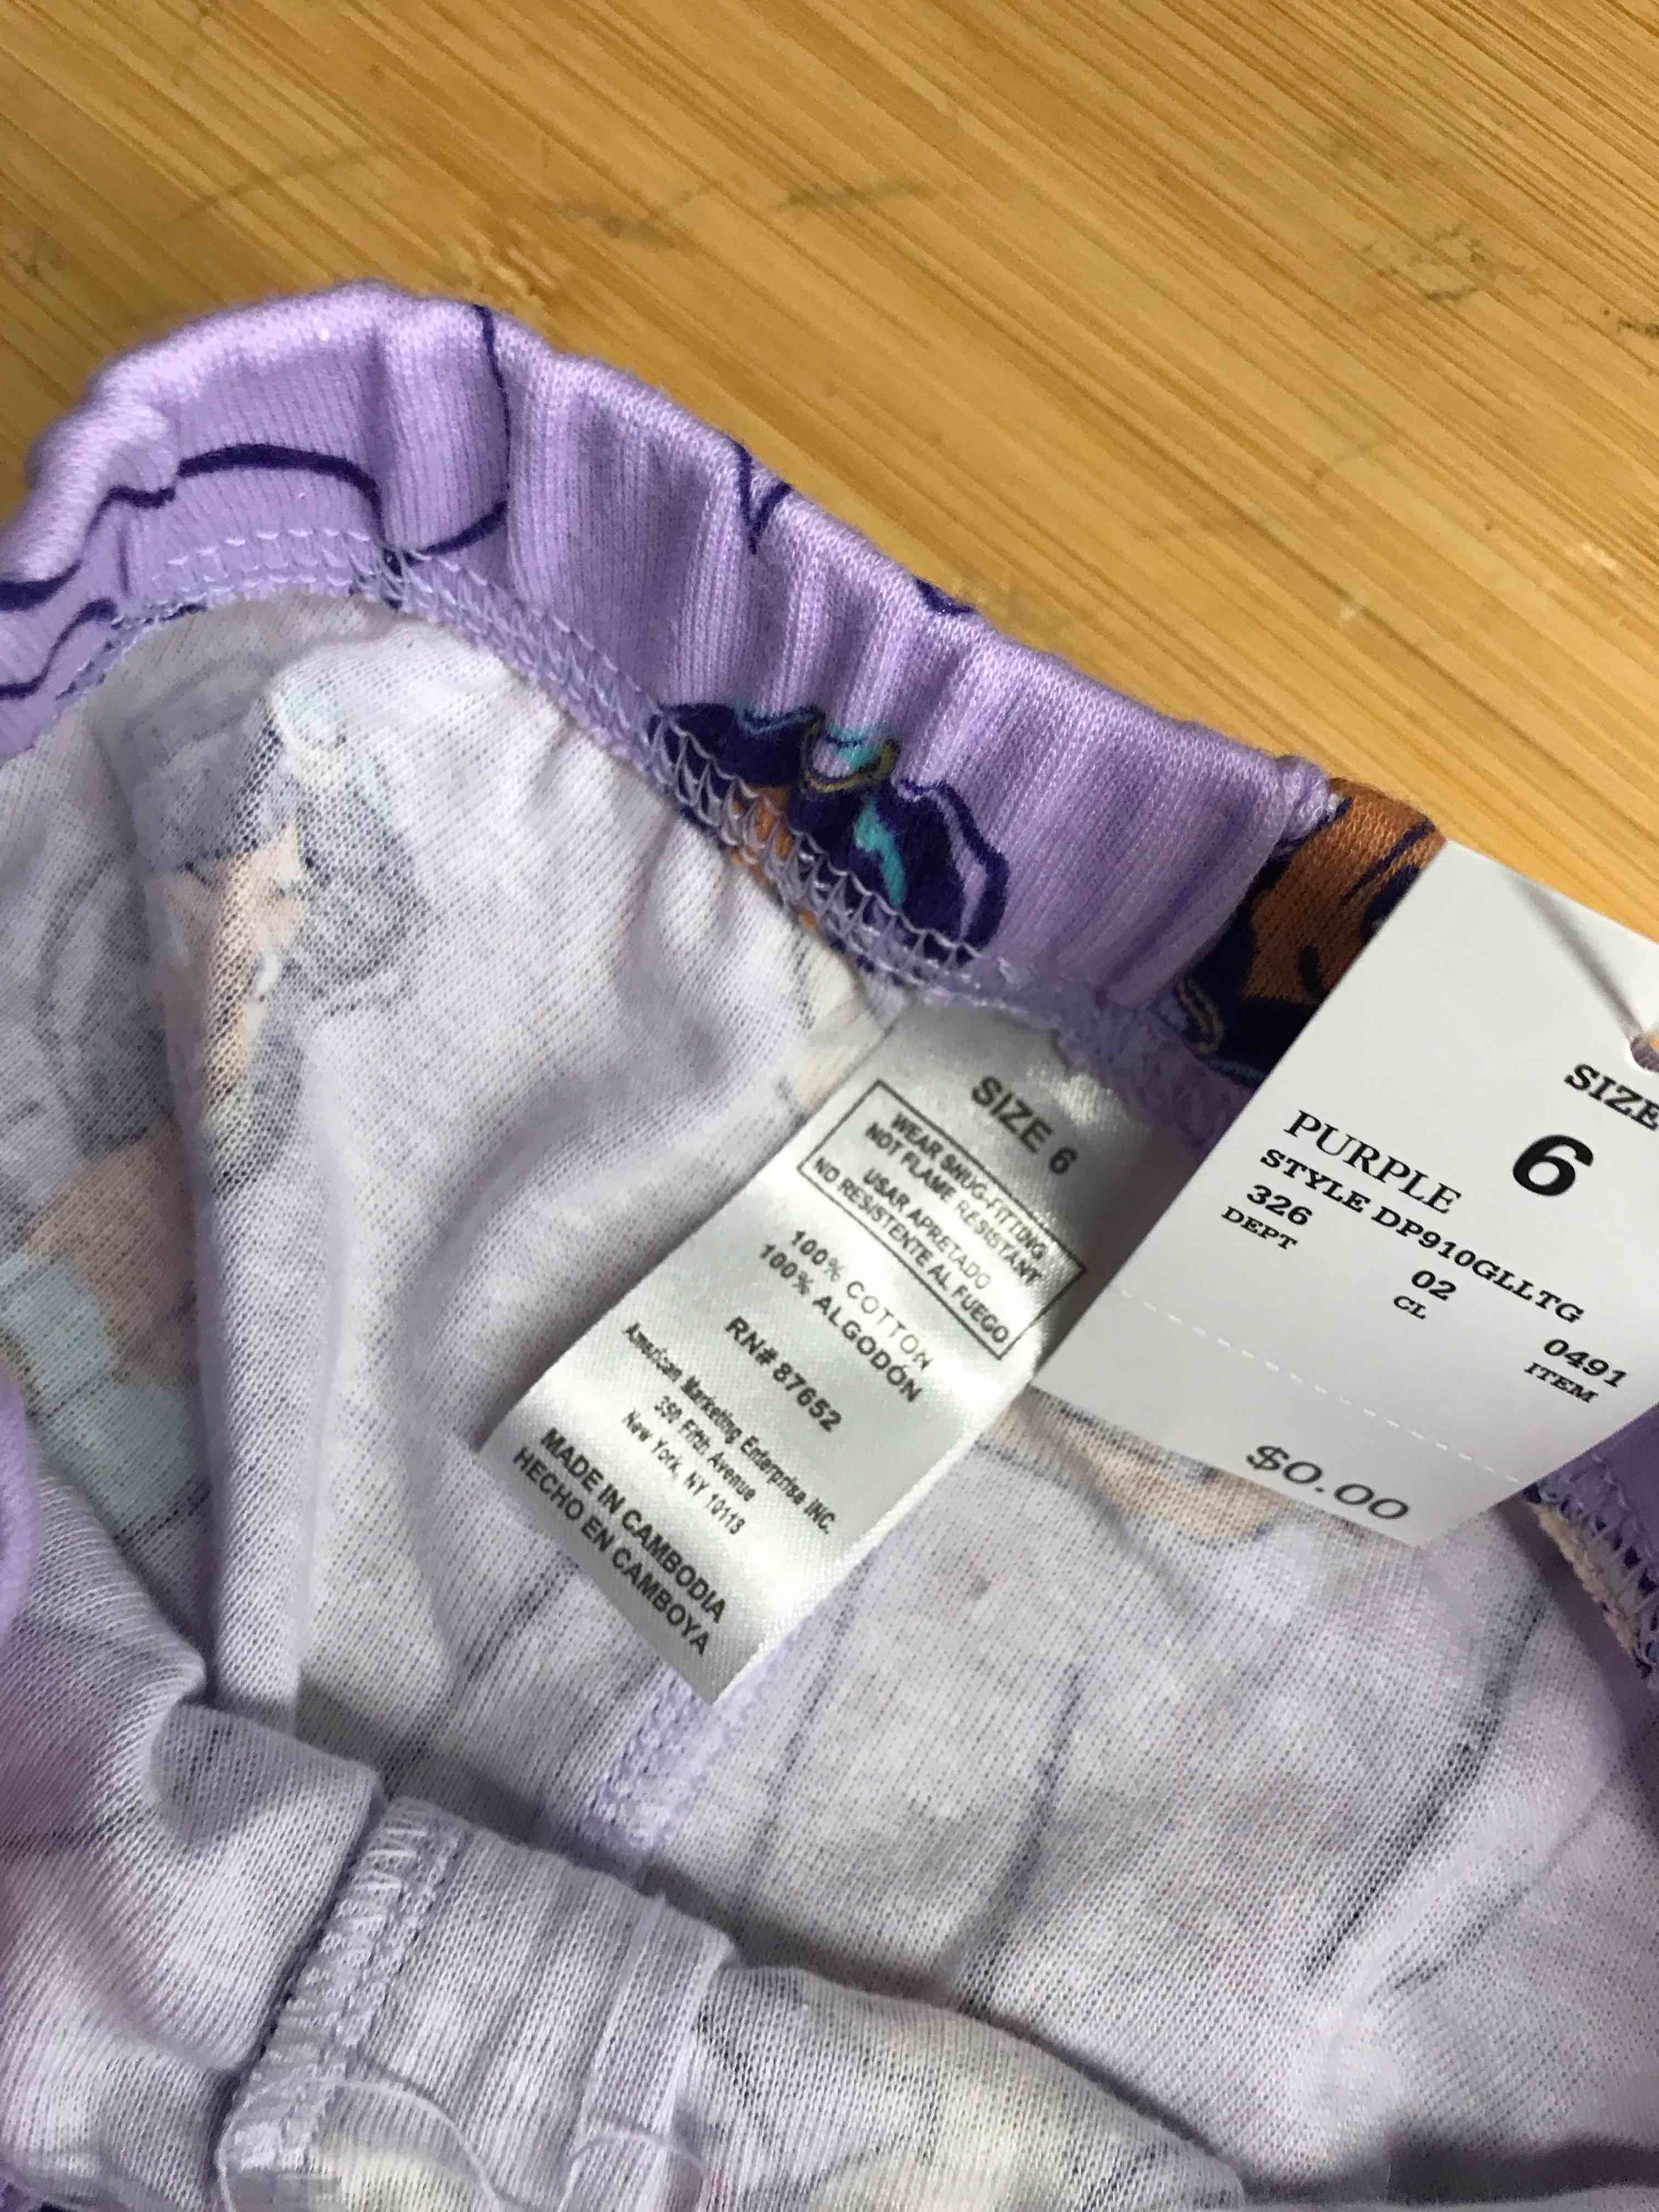 SIZE 6
WEAR SNUG-FITTING
NOT FLAME RESISTANT
USAR APRETADO
NO RESISTENTE AL FUEGO
100% COTTON
100% ALGODÓN
RN# 87652
American Marketing Enterprise INC.
350 Fifth Avenue
New York, NY 10118
MADE IN CAMBODIA
HECHO EN CAMBOYA
SIZE
6
PURPLE
STYLE DP910GLLTG
326 02 0491
DEPT CL ITEM
$0.00